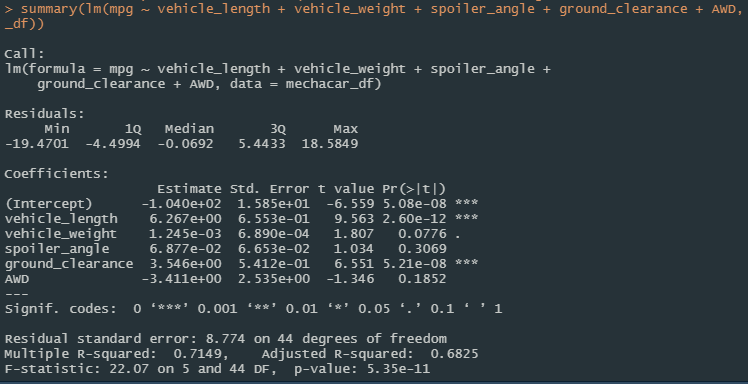 > summary(lm(mpg ~ vehicle_length + vehicle_weight + spoiler_angle + ground_clearance + AWD,
_df))
Call:
lm(formula = mpg ~ vehicle_length + vehicle_weight + spoiler_angle +
    ground_clearance + AWD, data = mechacar_df)
Residuals:
     Min       1Q   Median       3Q      Max
-19.4701  -4.4994  -0.0692   5.4433  18.5849
Coefficients:
                   Estimate Std. Error t value Pr(>|t|)
(Intercept)      -1.040e+02  1.585e+01  -6.559 5.08e-08 ***
vehicle_length    6.267e+00  6.553e-01   9.563 2.60e-12 ***
vehicle_weight    1.245e-03  6.890e-04   1.807   0.0776 .
spoiler_angle     6.877e-02  6.653e-02   1.034   0.3069
ground_clearance  3.546e+00  5.412e-01   6.551 5.21e-08 ***
AWD              -3.411e+00  2.535e+00  -1.346   0.1852
---
Signif. codes:  0 ‘***’ 0.001 ‘**’ 0.01 ‘*’ 0.05 ‘.’ 0.1 ‘ ’ 1
Residual standard error: 8.774 on 44 degrees of freedom
Multiple R-squared:  0.7149,	Adjusted R-squared:  0.6825
F-statistic: 22.07 on 5 and 44 DF,  p-value: 5.35e-11